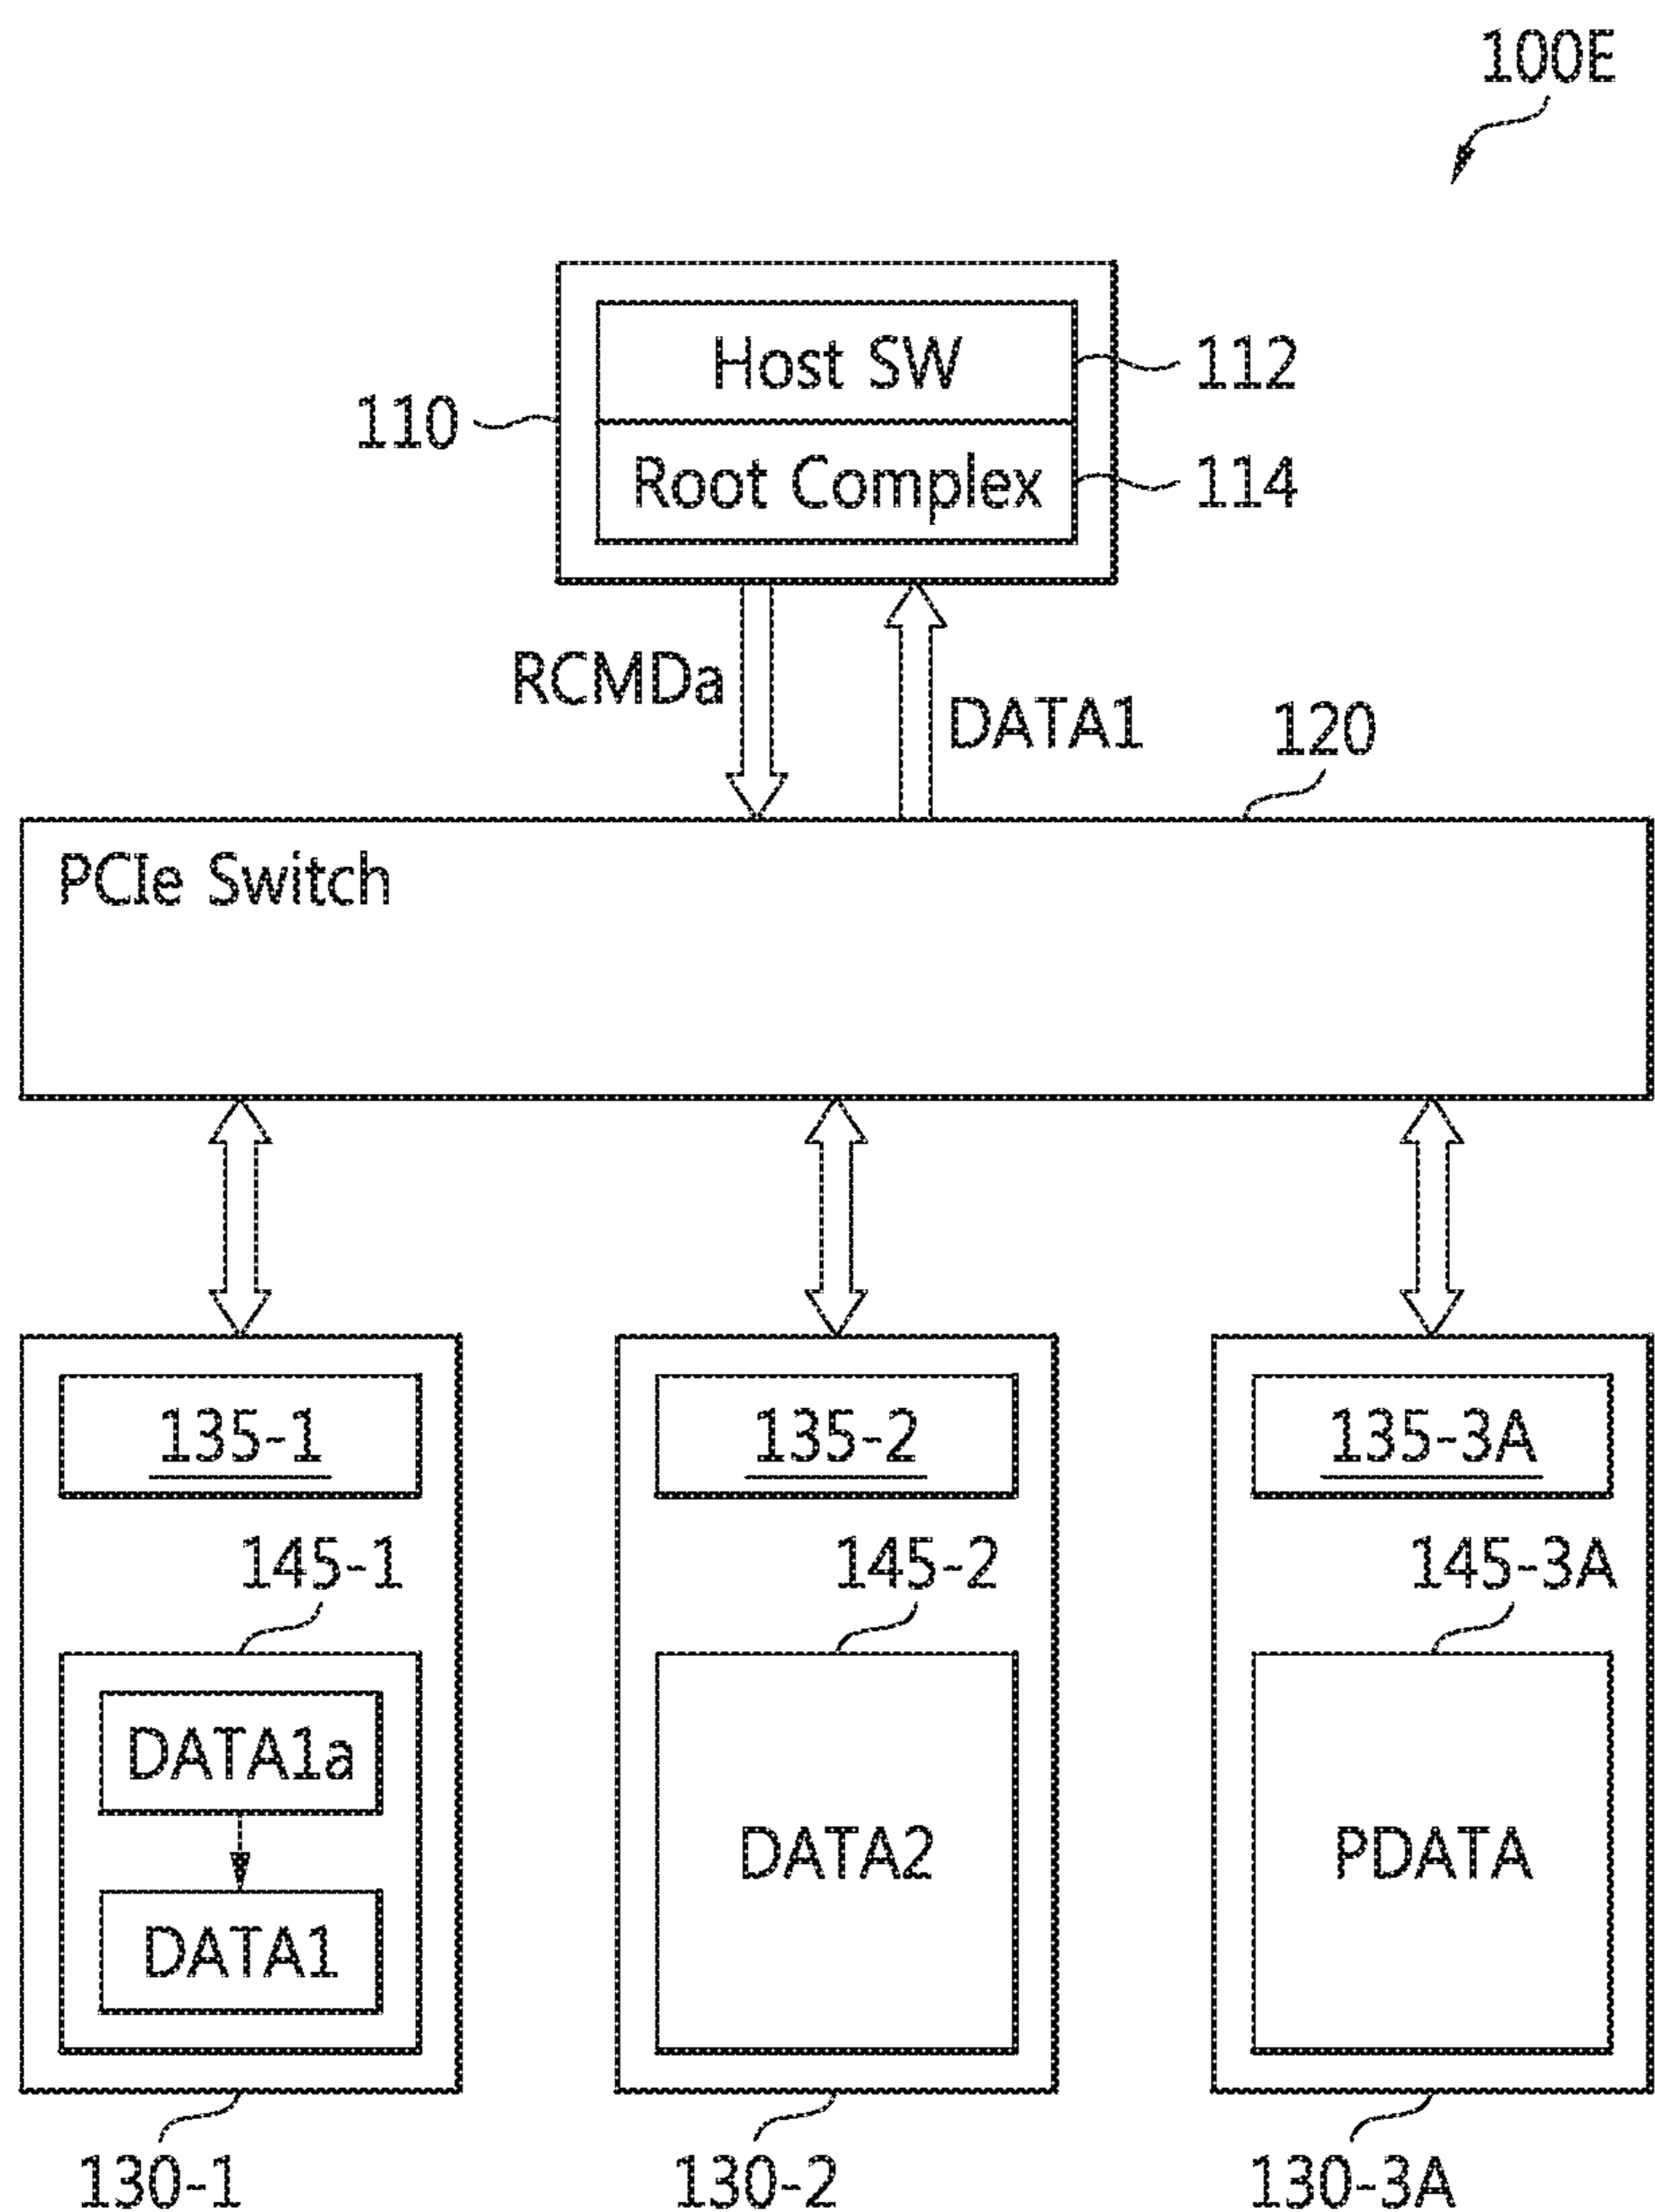 100E
Host SW
112
110
Root Complex
114
RCMDa
DATA1
120
PCIe Switch
135-1
135-2
135-3A
145-1
145-2
145-3A
DATA1a
DATA2
PDATA
DATA1
130-1
130-2
130-3A